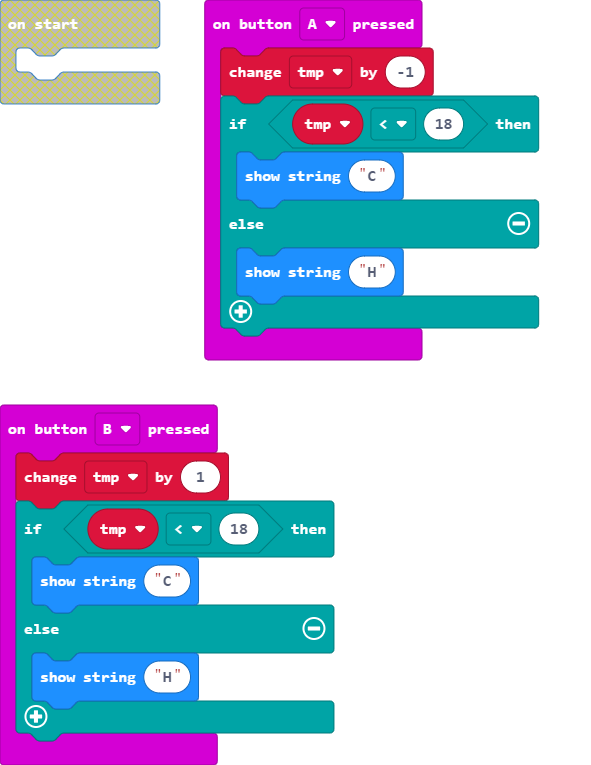 on start
on button A pressed
change tmp by -1
if tmp < 18 then
show string "C"
else
show string "H"
on button B pressed
change tmp by 1
if tmp < 18 then
show string "C"
else
show string "H"